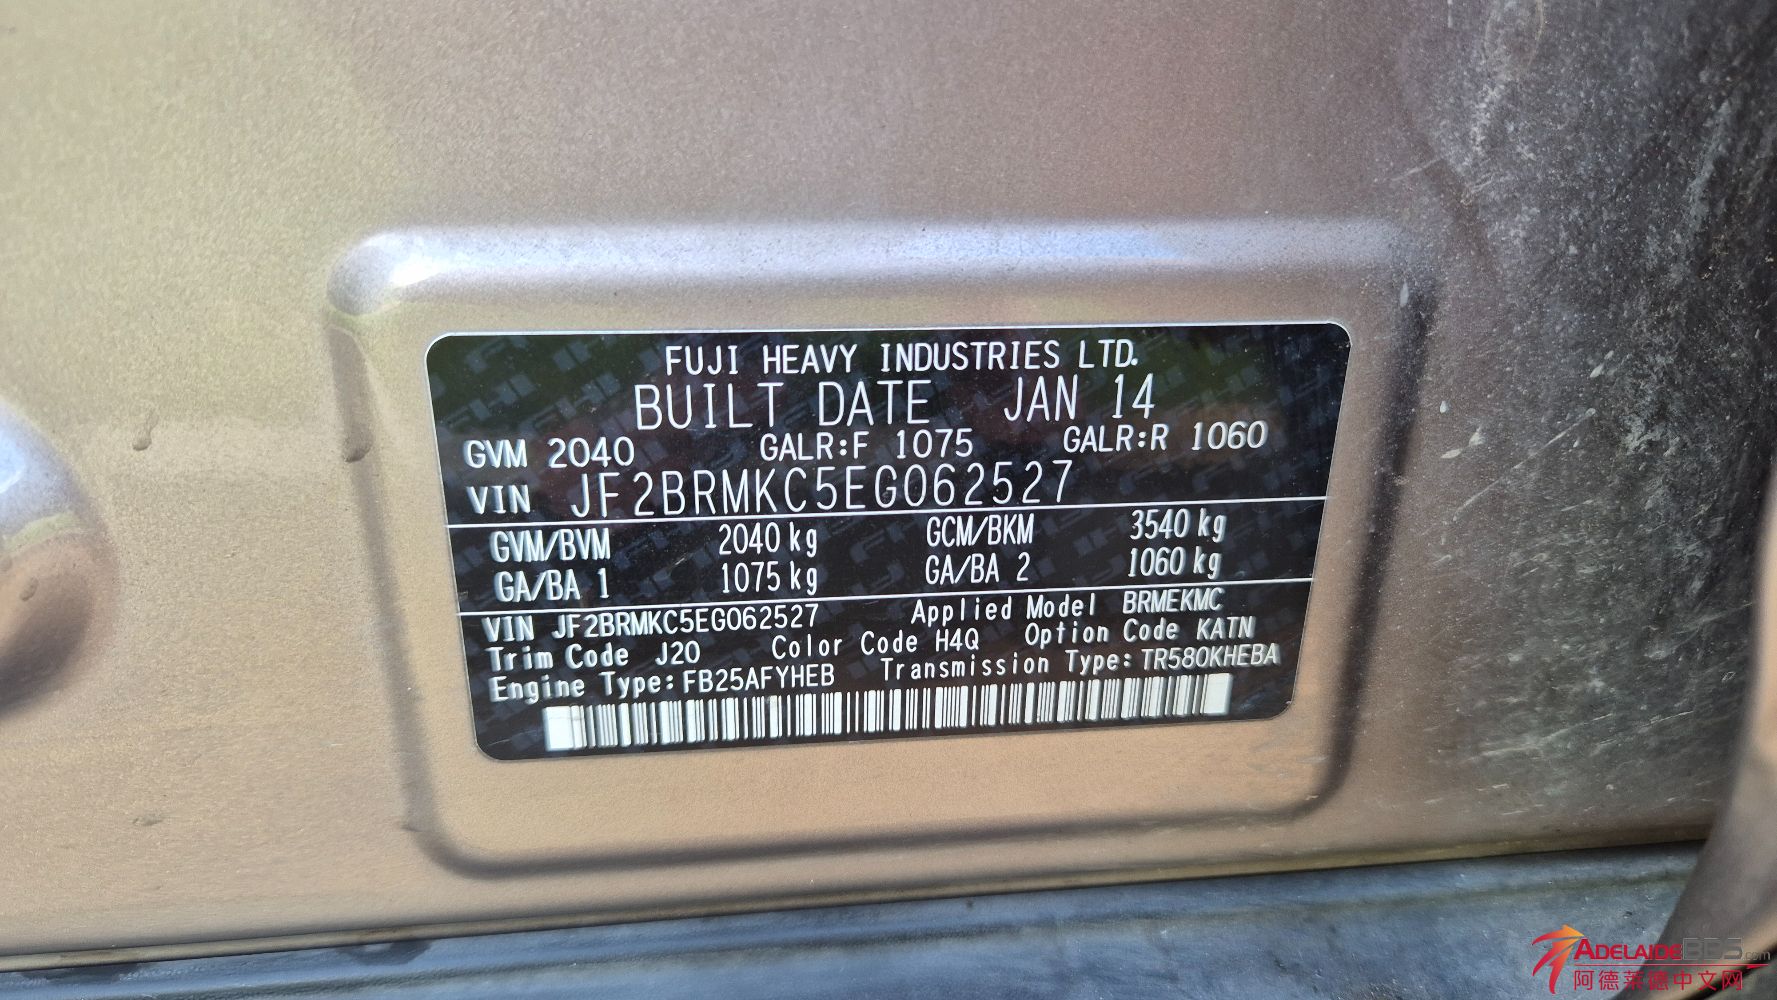 FUJI HEAVY INDUSTRIES LTD.
BUILT DATE JAN 14
GVM 2040 GALR:F 1075 GALR:R 1060
VIN JF2BRMKC5EG062527
GVM/BVM 2040 kg GCM/BKM 3540 kg
GA/BA 1 1075 kg GA/BA 2 1060 kg
VIN JF2BRMKC5EG062527 Applied Model BRMEKMC
Trim Code J20 Color Code H4Q Option Code KATN
Engine Type:FB25AFYHEB Transmission Type:TR580KHEBA
ADELAIDEBBS.com
阿德莱德中文网